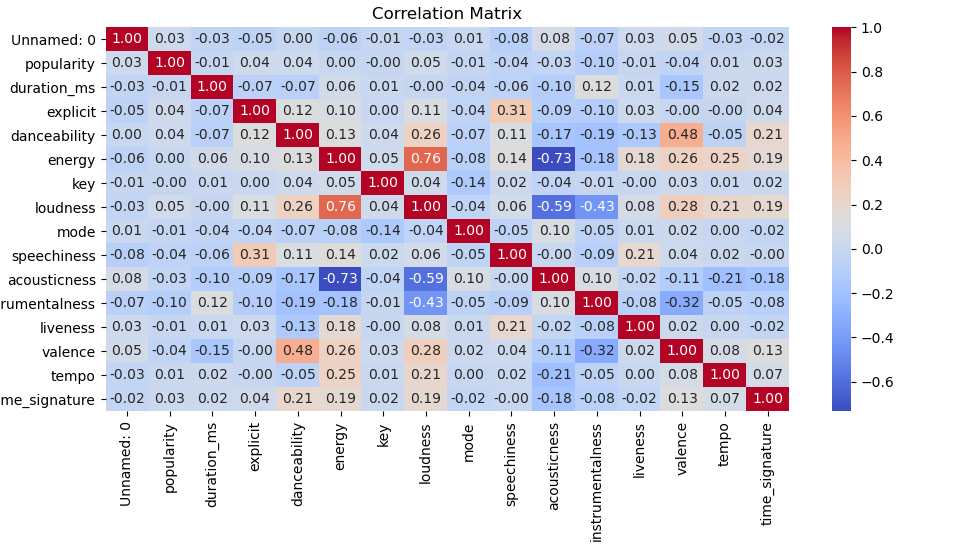 Correlation Matrix
Unnamed: 0 1.00 0.03 -0.03 -0.05 0.00 -0.06 -0.01 -0.03 0.01 -0.08 0.08 -0.07 0.03 0.05 -0.03 -0.02
popularity 0.03 1.00 -0.01 0.04 0.04 0.00 -0.00 0.05 -0.01 -0.04 -0.03 -0.10 -0.01 -0.04 0.01 0.03
duration_ms -0.03 -0.01 1.00 -0.07 -0.07 0.06 0.01 -0.00 -0.04 -0.06 -0.10 0.12 0.01 -0.15 0.02 0.02
explicit -0.05 0.04 -0.07 1.00 0.12 0.10 0.00 0.11 -0.04 0.31 -0.09 -0.10 0.03 -0.00 -0.00 0.04
danceability 0.00 0.04 -0.07 0.12 1.00 0.13 0.04 0.26 -0.07 0.11 -0.17 -0.19 -0.13 0.48 -0.05 0.21
energy -0.06 0.00 0.06 0.10 0.13 1.00 0.05 0.76 -0.08 0.14 -0.73 -0.18 0.18 0.26 0.25 0.19
key -0.01 -0.00 0.01 0.00 0.04 0.05 1.00 0.04 -0.14 0.02 -0.04 -0.01 -0.00 0.03 0.01 0.02
loudness -0.03 0.05 -0.00 0.11 0.26 0.76 0.04 1.00 -0.04 0.06 -0.59 -0.43 0.08 0.28 0.21 0.19
mode 0.01 -0.01 -0.04 -0.04 -0.07 -0.08 -0.14 -0.04 1.00 -0.05 0.10 -0.05 0.01 0.02 0.00 -0.02
speechiness -0.08 -0.04 -0.06 0.31 0.11 0.14 0.02 0.06 -0.05 1.00 -0.00 -0.09 0.21 0.04 0.02 -0.00
acousticness 0.08 -0.03 -0.10 -0.09 -0.17 -0.73 -0.04 -0.59 0.10 -0.00 1.00 0.10 -0.02 -0.11 -0.21 -0.18
rumentalness -0.07 -0.10 0.12 -0.10 -0.19 -0.18 -0.01 -0.43 -0.05 -0.09 0.10 1.00 -0.08 -0.32 -0.05 -0.08
liveness 0.03 -0.01 0.01 0.03 -0.13 0.18 -0.00 0.08 0.01 0.21 -0.02 -0.08 1.00 0.02 0.00 -0.02
valence 0.05 -0.04 -0.15 -0.00 0.48 0.26 0.03 0.28 0.02 0.04 -0.11 -0.32 0.02 1.00 0.08 0.13
tempo -0.03 0.01 0.02 -0.00 -0.05 0.25 0.01 0.21 0.00 0.02 -0.21 -0.05 0.00 0.08 1.00 0.07
me_signature -0.02 0.03 0.02 0.04 0.21 0.19 0.02 0.19 -0.02 -0.00 -0.18 -0.08 -0.02 0.13 0.07 1.00
Unnamed: 0
popularity
duration_ms
explicit
danceability
energy
key
loudness
mode
speechiness
acousticness
instrumentalness
liveness
valence
tempo
time_signature
1.0
0.8
0.6
0.4
0.2
0.0
−0.2
−0.4
−0.6